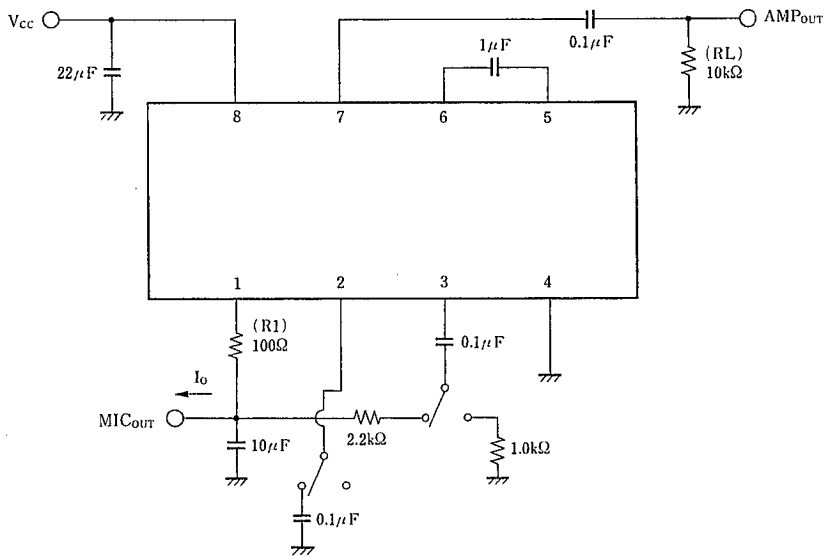 Vcc
AMPOUT
0.1μF
1μF
(RL)
10kΩ
22μF
8
7
6
5
1
2
3
4
(R1)
100Ω
0.1μF
IO
MICOUT
2.2kΩ
10μF
1.0kΩ
0.1μF